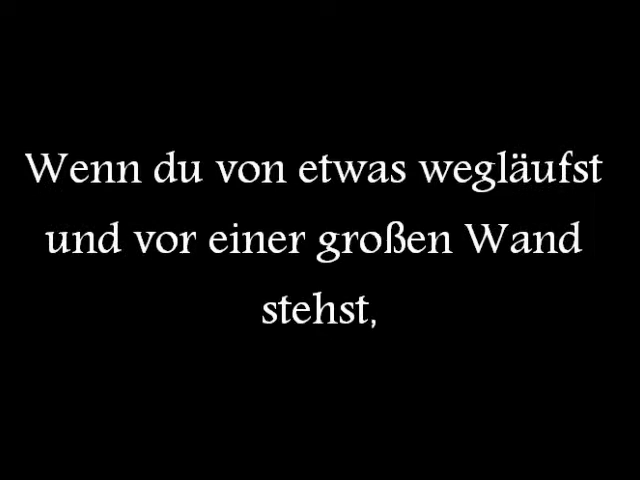 Wenn du von etwas wegläufst
und vor einer großen Wand
stehst,